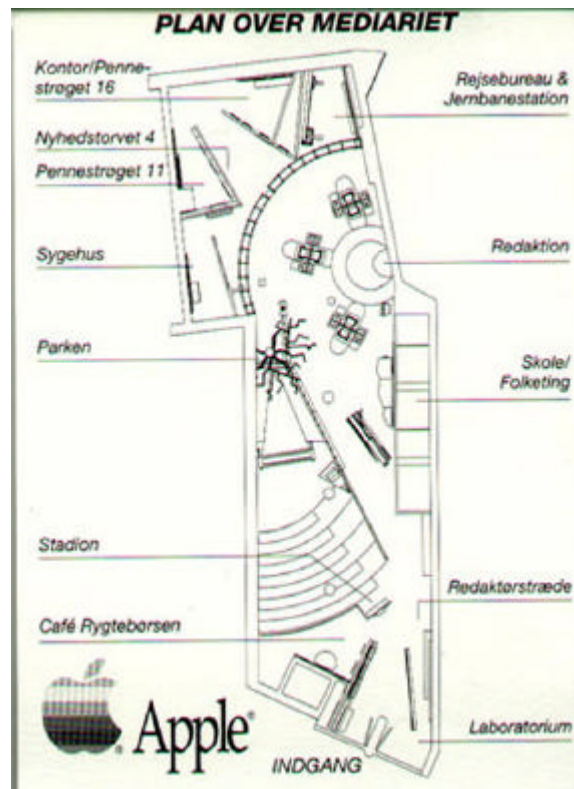 PLAN OVER MEDIARIET
Kontor/Penne-
strøget 16
Rejsebureau &
Jernbanestation
Nyhedstorvet 4
Pennestrøget 11
Sygehus
Redaktion
Parken
Skole/
Folketing
Stadion
Redaktørstræde
Café Rygtebørsen
Apple®
Laboratorium
INDGANG